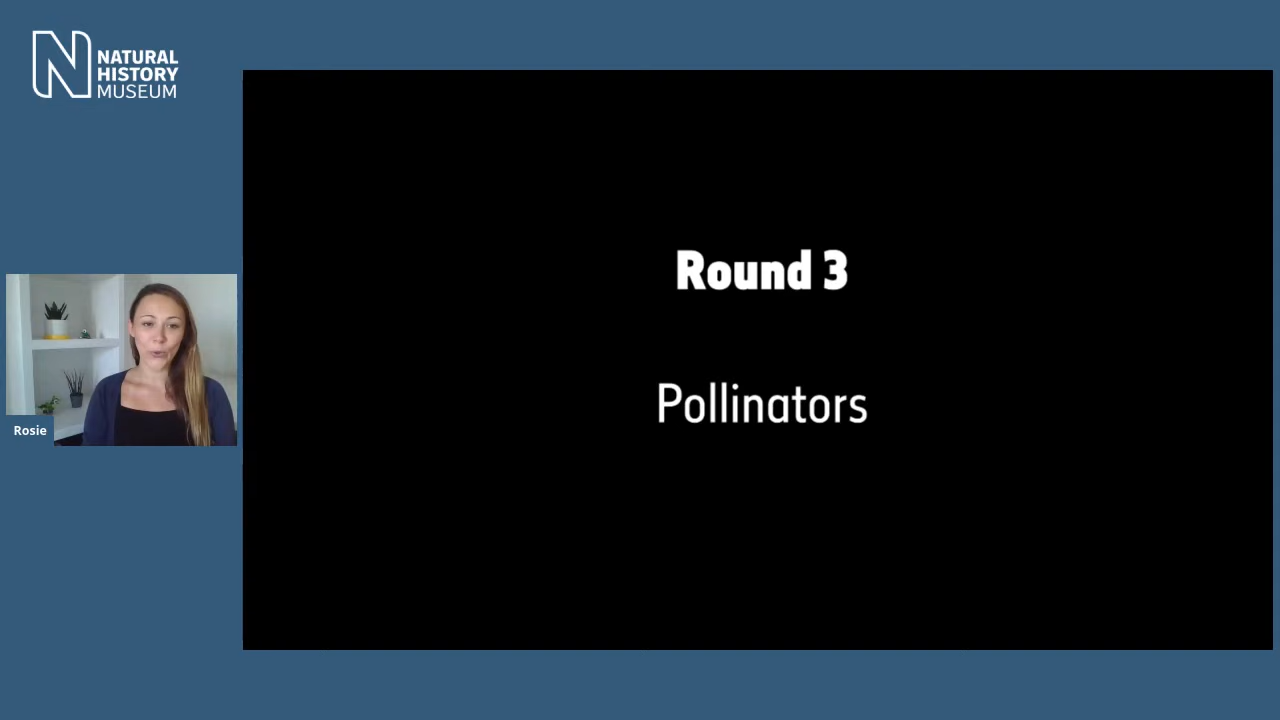 NATURAL
HISTORY
MUSEUM
Round 3
Pollinators
Rosie